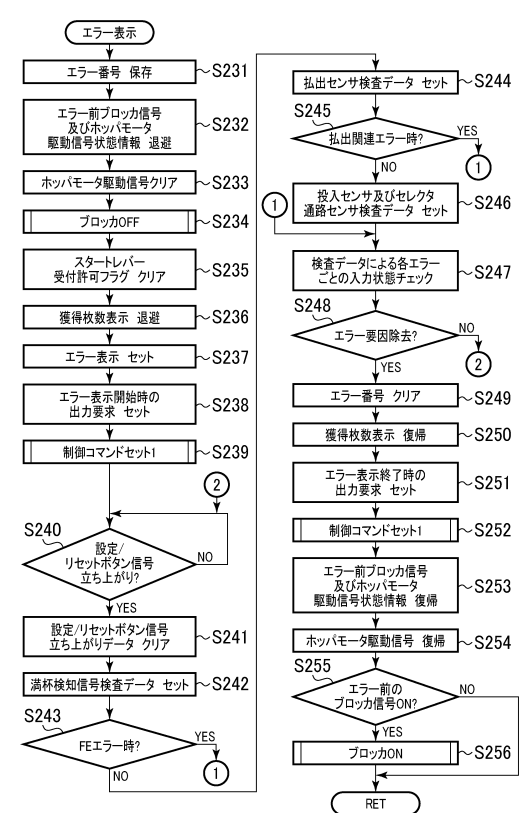 エラー表示
エラー番号 保存
S231
エラー前ブロッカ信号
及びホッパモータ
駆動信号状態情報 退避
S232
ホッパモータ駆動信号クリア
S233
ブロッカOFF
S234
スタートレバー
受付許可フラグ クリア
S235
獲得枚数表示 退避
S236
エラー表示 セット
S237
エラー表示開始時の
出力要求 セット
S238
制御コマンドセット1
S239
2
S240
設定/
リセットボタン信号
立ち上がり?
NO
YES
設定/リセットボタン信号
立ち上がりデータ クリア
S241
満杯検知信号検査データ セット
S242
S243
FEエラー時?
YES
1
NO
払出センサ検査データ セット
S244
S245
払出関連エラー時?
YES
1
NO
投入センサ及びセレクタ
通路センサ検査データ セット
S246
1
検査データによる各エラー
ごとの入力状態チェック
S247
S248
エラー要因除去?
NO
2
YES
エラー番号 クリア
S249
獲得枚数表示 復帰
S250
エラー表示終了時の
出力要求 セット
S251
制御コマンドセット1
S252
エラー前ブロッカ信号
及びホッパモータ
駆動信号状態情報 復帰
S253
ホッパモータ駆動信号 復帰
S254
S255
エラー前の
ブロッカ信号ON?
NO
YES
ブロッカON
S256
RET